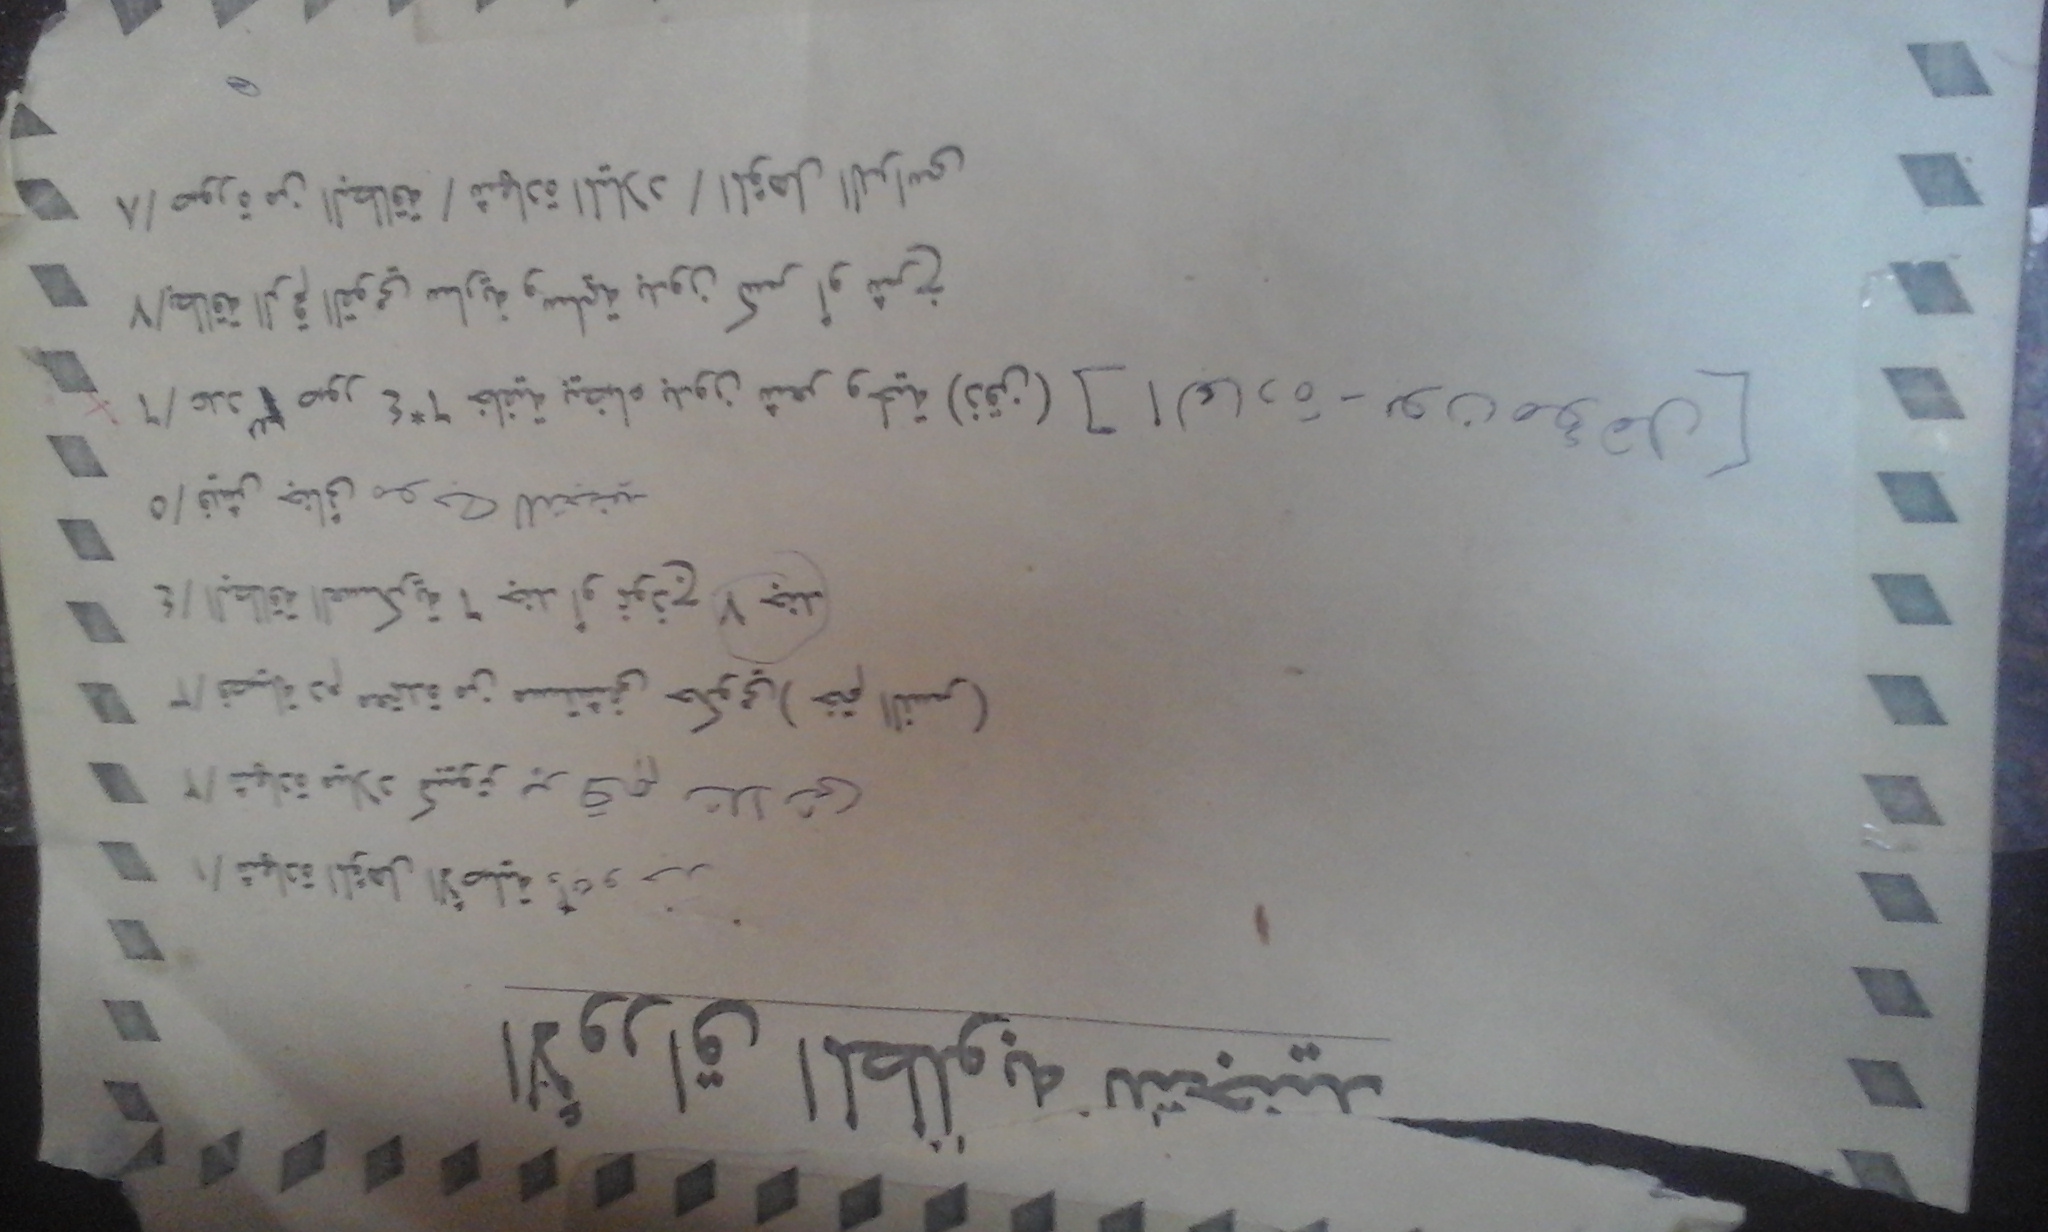 الأوراق المطلوبه للتجنيد
١/ شهادة المؤهل الأصلية
٢/ شهادة ميلاد كمبيوتر برقم ثلاثى
٣/ فصيلة دم معتمدة من مستشفى حكومي( ختم النسر)
٤/ البطاقة العسكرية ٦ جند أو نموذج ٧ جند
٥/ فيش جنائى موجه للتجنيد
٦/ عدد ٣ صور ٤*٦ خلفية بيضاء بدون شعر ولحية (ذقن) [ العادة - بدون مؤهل ]
٧/بطاقة الرقم القومي سارية وسليمة بدون كسر أو شرخ
٨/ صورة من البطاقة / شهادة الميلاد / المؤهل الدراسى